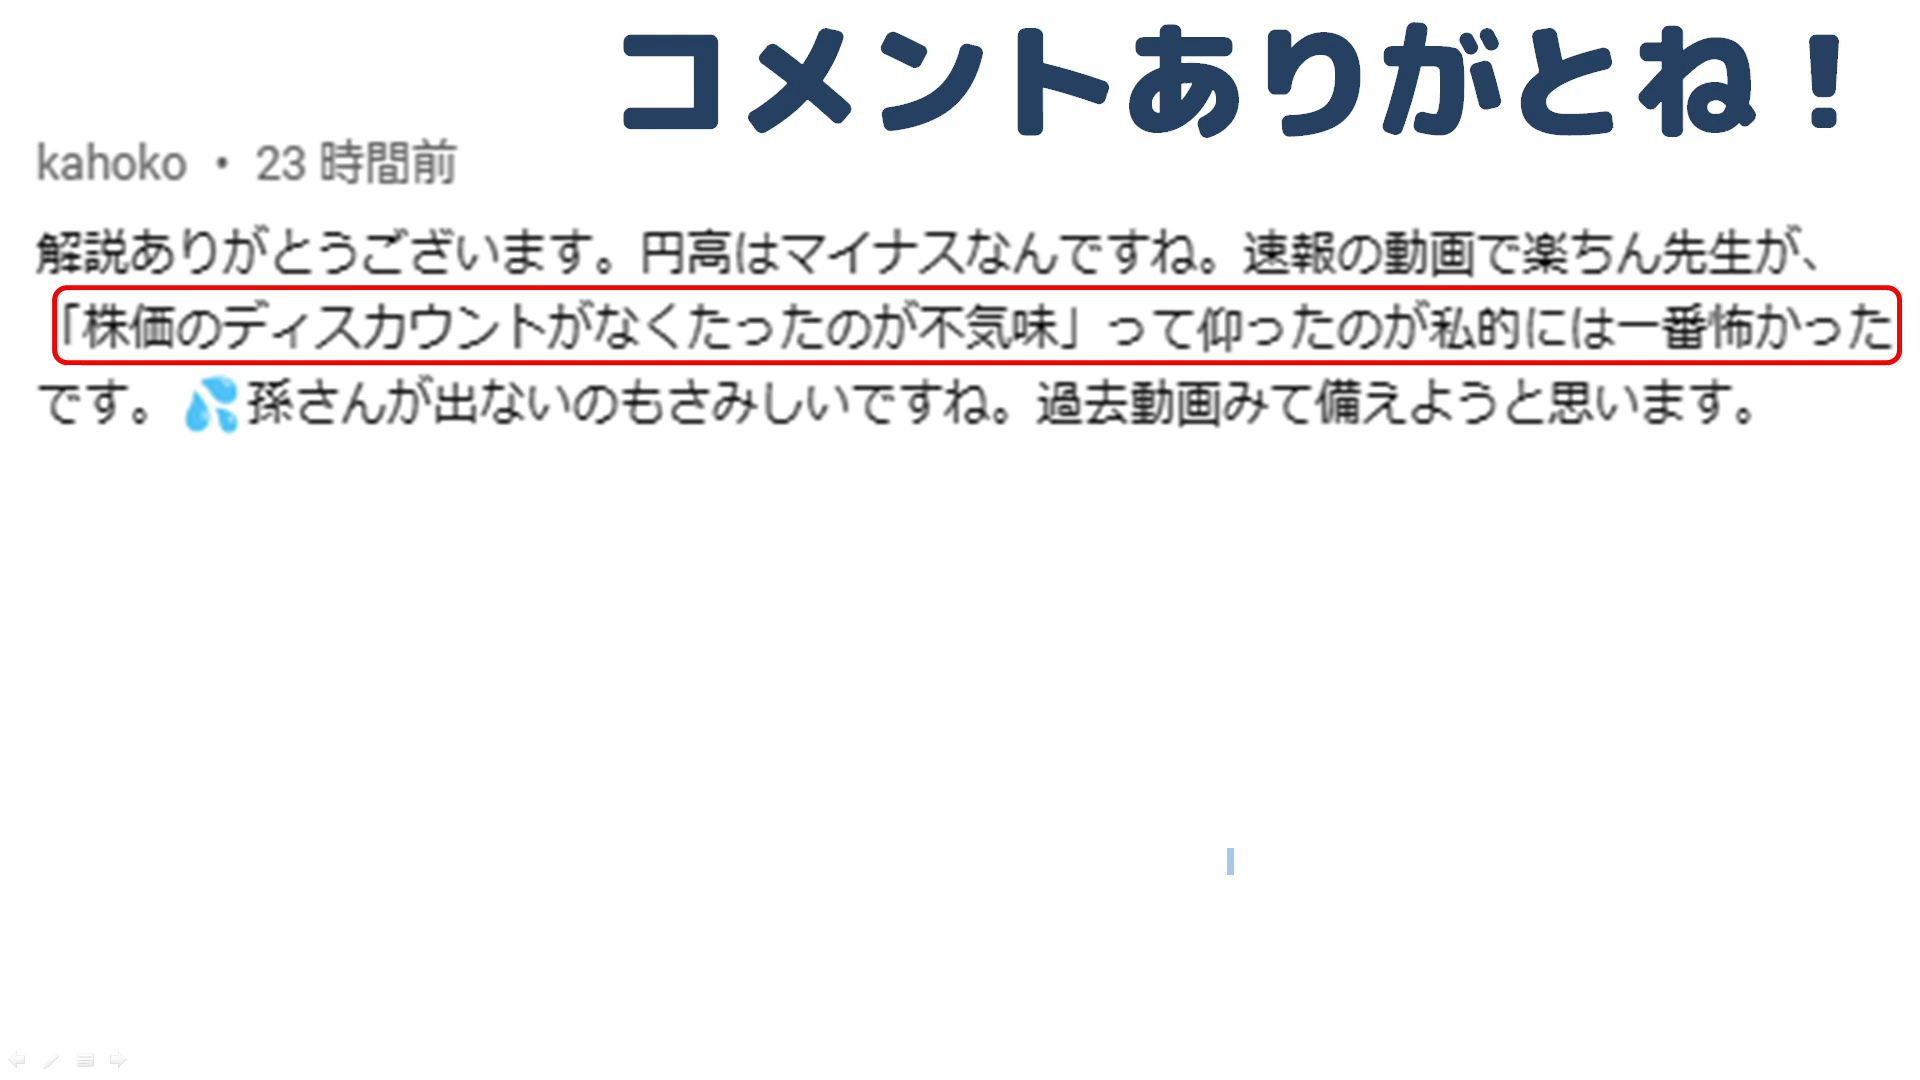 コメントありがとね！
kahoko ・ 23 時間前
解説ありがとうございます。円高はマイナスなんですね。速報の動画で楽ちん先生が、
「株価のディスカウントがなくたったのが不気味」って仰ったのが私的には一番怖かった
です。💦孫さんが出ないのもさみしいですね。過去動画みて備えようと思います。